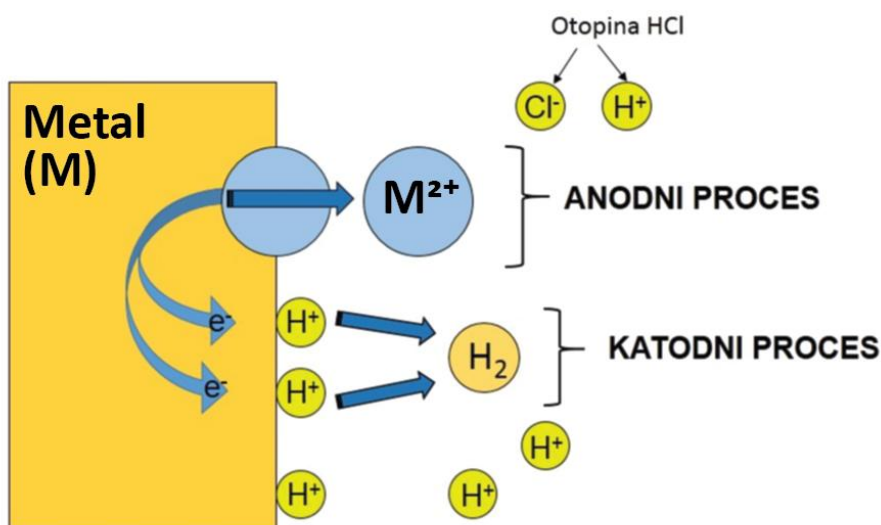 Otopina HCl
Cl⁻
H⁺
Metal
(M)
M²⁺
ANODNI PROCES
e⁻
H⁺
H₂
KATODNI PROCES
e⁻
H⁺
H⁺
H⁺
H⁺